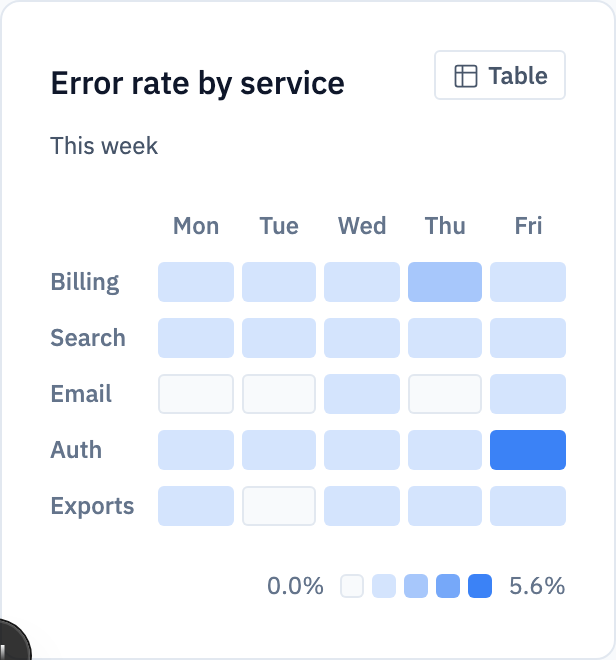 Error rate by service
Table
This week
Mon Tue Wed Thu Fri
Billing
Search
Email
Auth
Exports
0.0% 5.6%